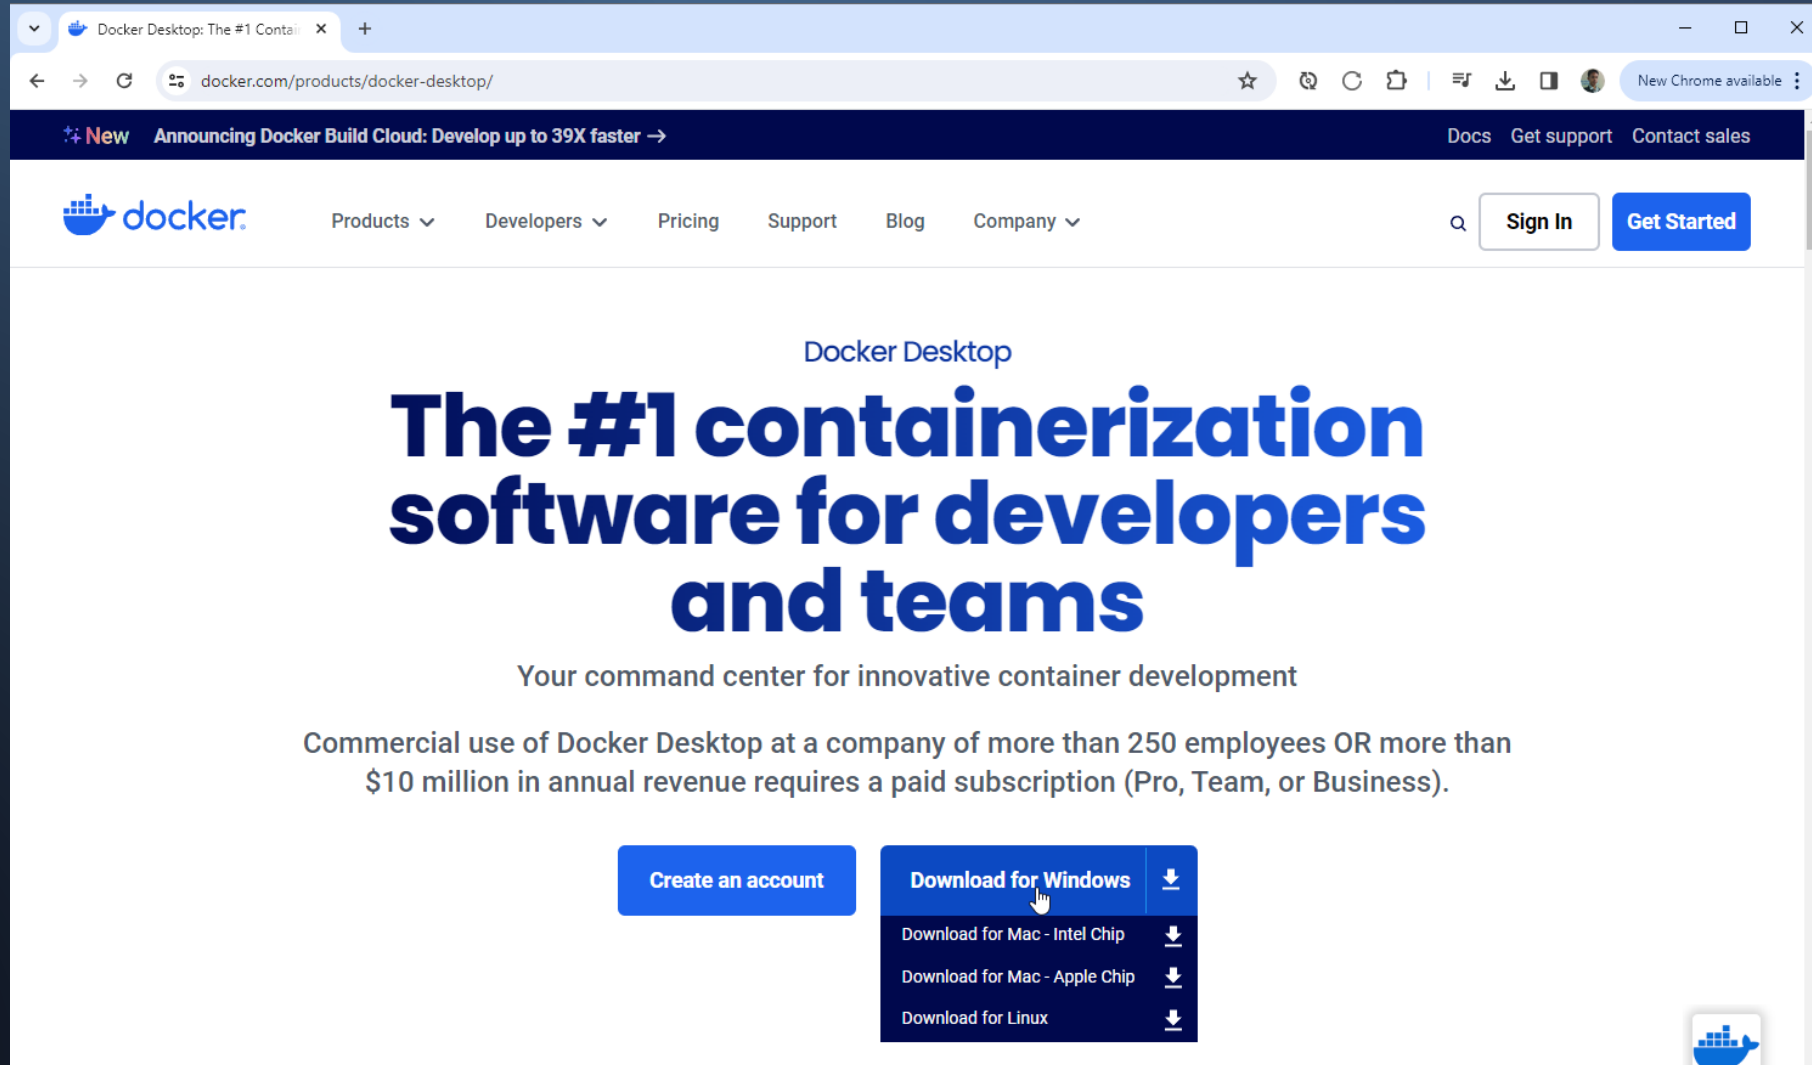 Docker Desktop: The #1 Contai
docker.com/products/docker-desktop/
New Chrome available
New Announcing Docker Build Cloud: Develop up to 39X faster →
Docs Get support Contact sales
docker
Products Developers Pricing Support Blog Company
Sign In Get Started
Docker Desktop
The #1 containerization
software for developers
and teams
Your command center for innovative container development
Commercial use of Docker Desktop at a company of more than 250 employees OR more than
$10 million in annual revenue requires a paid subscription (Pro, Team, or Business).
Create an account
Download for Windows
Download for Mac - Intel Chip
Download for Mac - Apple Chip
Download for Linux